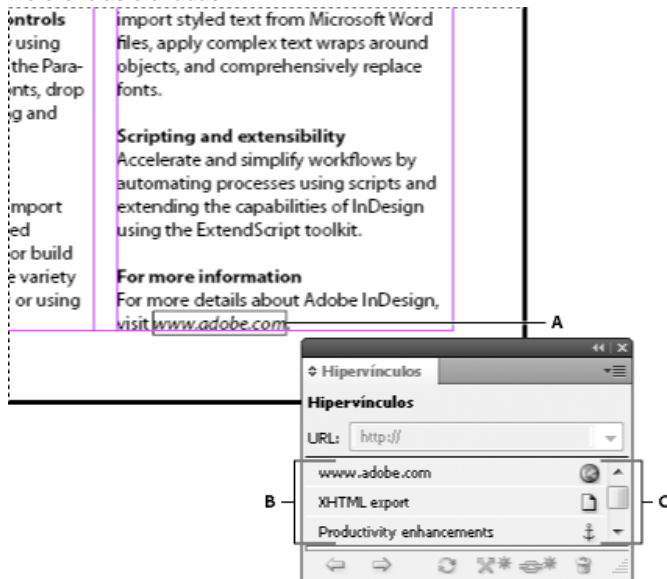 ontrols
using
the Para-
nts, drop
g and
mport
ed
or build
variety
or using
import styled text from Microsoft Word
files, apply complex text wraps around
objects, and comprehensively replace
fonts.
Scripting and extensibility
Accelerate and simplify workflows by
automating processes using scripts and
extending the capabilities of InDesign
using the ExtendScript toolkit.
For more information
For more details about Adobe InDesign,
visit www.adobe.com.
A
Hipervínculos
Hipervínculos
URL: http://
B
www.adobe.com
XHTML export
Productivity enhancements
C